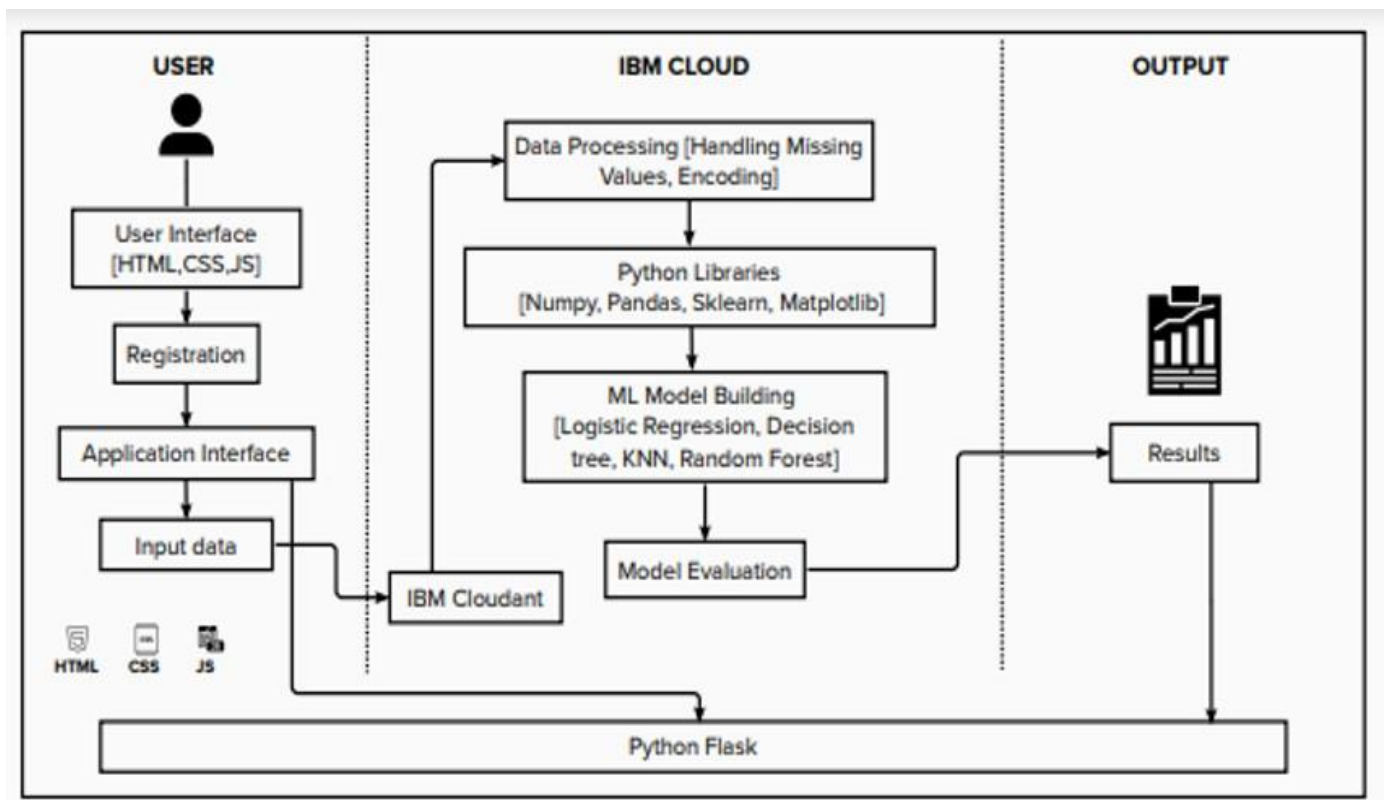 USER
User Interface
[HTML,CSS,JS]
Registration
Application Interface
Input data
HTML
CSS
JS
IBM CLOUD
Data Processing [Handling Missing
Values, Encoding]
Python Libraries
[Numpy, Pandas, Sklearn, Matplotlib]
ML Model Building
[Logistic Regression, Decision
tree, KNN, Random Forest]
Model Evaluation
IBM Cloudant
OUTPUT
Results
Python Flask